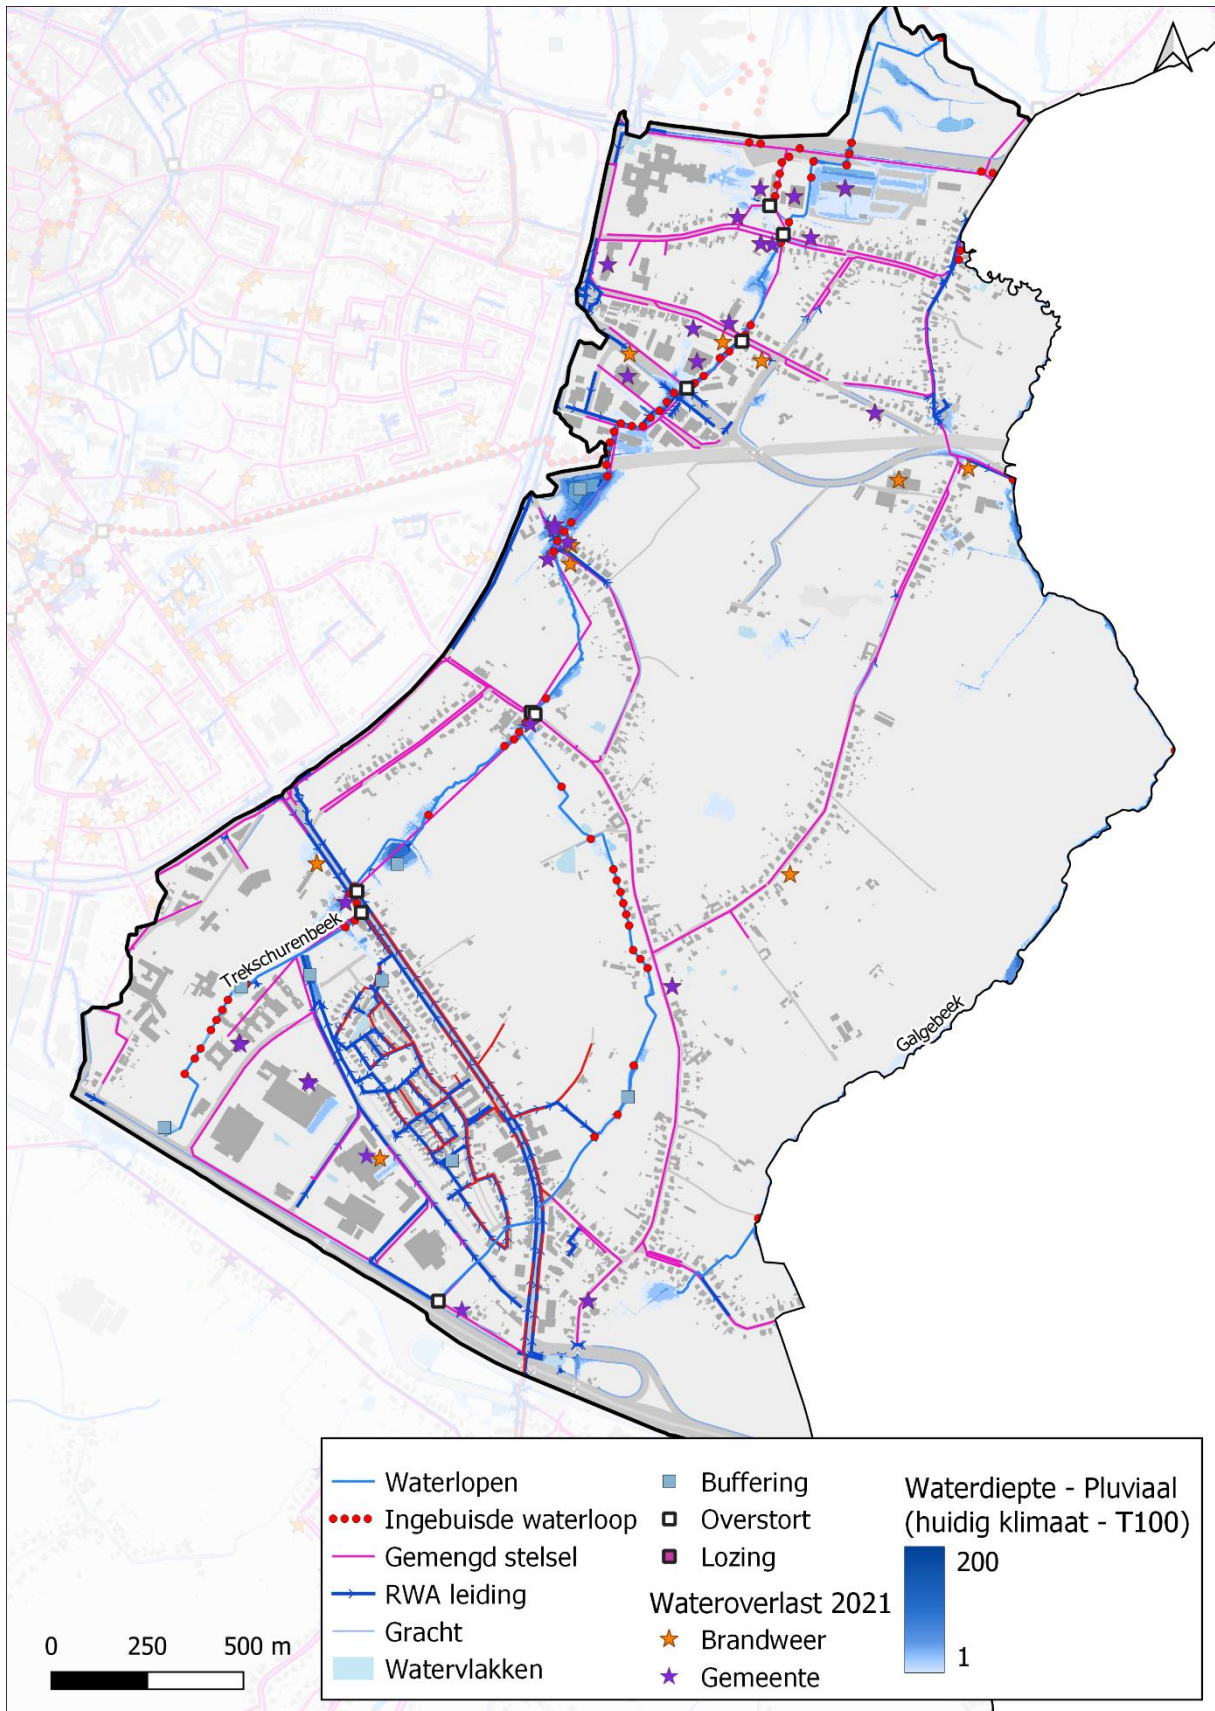 Trekschurenbeek
Galgebeek
Waterlopen
Ingebuisde waterloop
Gemengd stelsel
RWA leiding
Gracht
Watervlakken
Buffering
Overstort
Lozing
Wateroverlast 2021
Brandweer
Gemeente
Waterdiepte - Pluviaal
(huidig klimaat - T100)
200
1
0 250 500 m